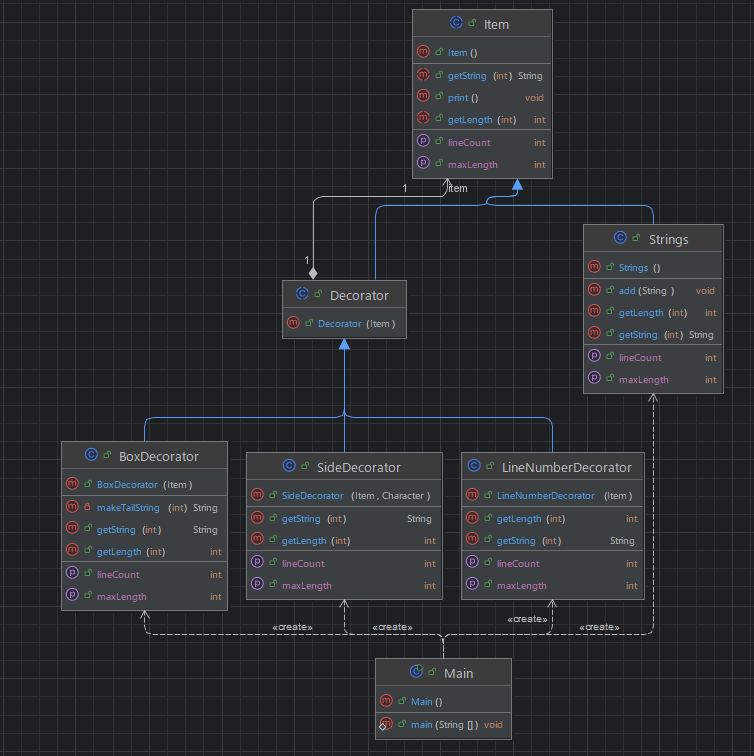 Item
Item ()
getString (int) String
print () void
getLength (int) int
lineCount int
maxLength int
1 item
Strings
Strings ()
add (String ) void
getLength (int) int
getString (int) String
lineCount int
maxLength int
1
Decorator
Decorator (Item )
BoxDecorator
BoxDecorator (Item )
makeTailString (int) String
getString (int) String
getLength (int) int
lineCount int
maxLength int
SideDecorator
SideDecorator (Item , Character )
getString (int) String
getLength (int) int
lineCount int
maxLength int
LineNumberDecorator
LineNumberDecorator (Item )
getLength (int) int
getString (int) String
lineCount int
maxLength int
«create» «create» «create» «create»
Main
Main ()
main (String []) void